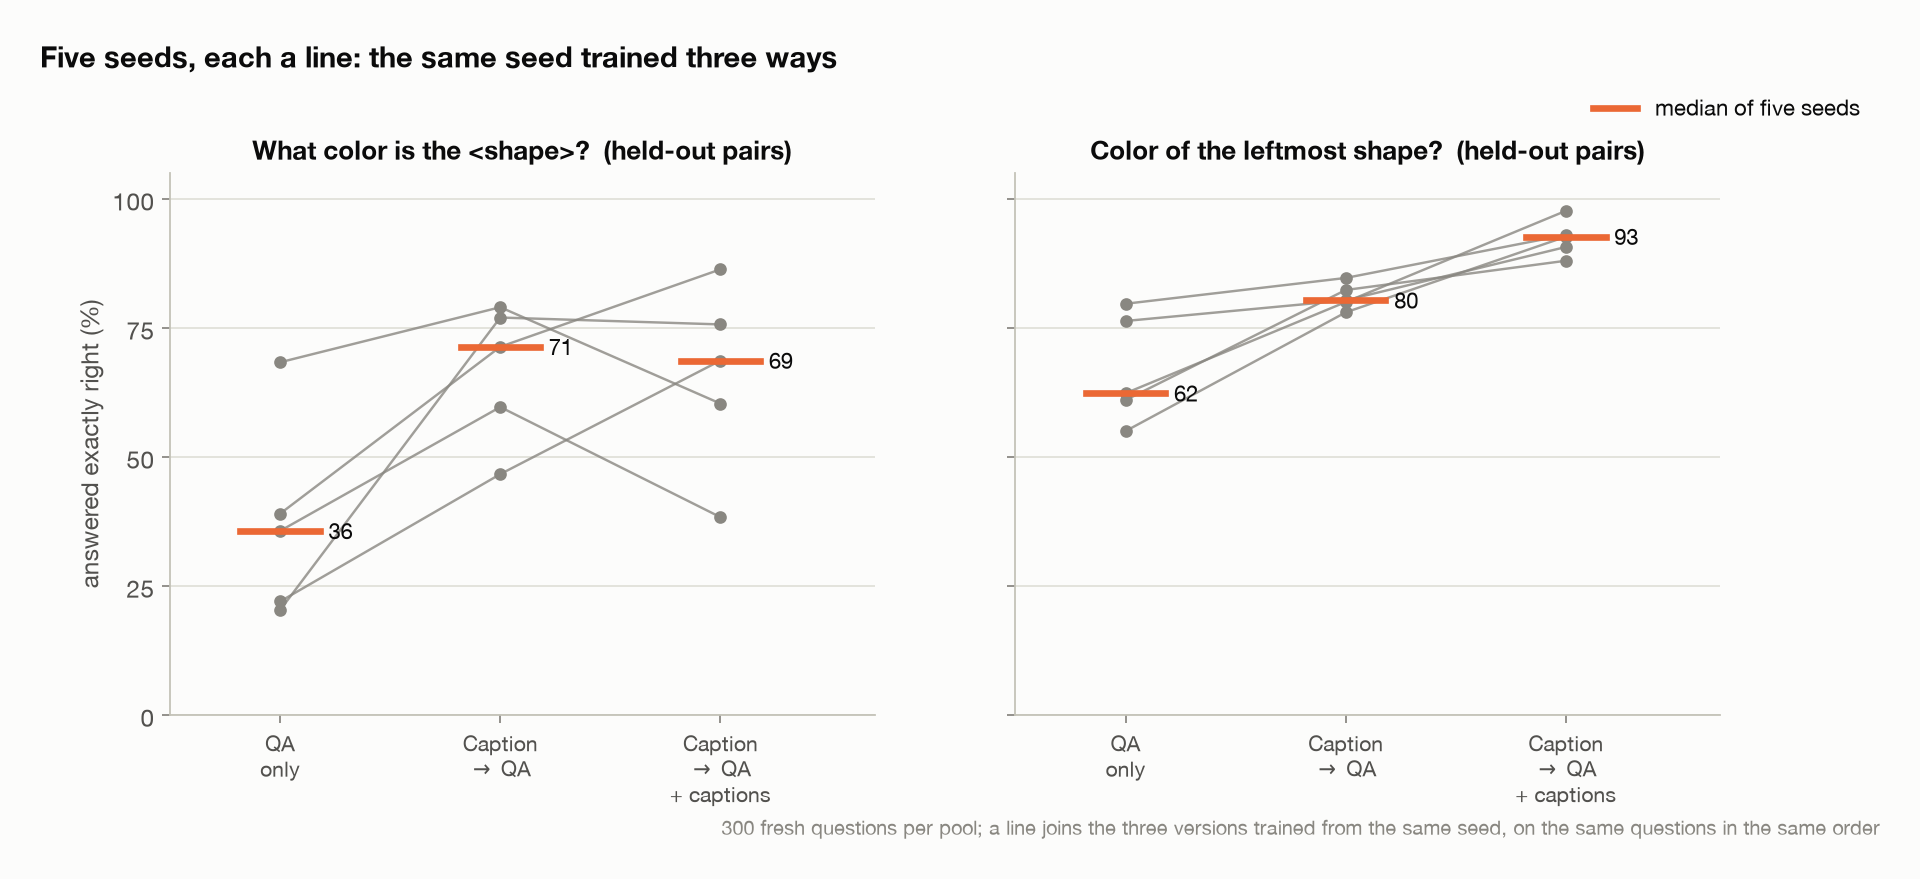 Five seeds, each a line: the same seed trained three ways
median of five seeds
What color is the <shape>? (held-out pairs)
answered exactly right (%)
100
75
50
25
0
36
71
69
QA
only
Caption
→ QA
Caption
→ QA
+ captions
Color of the leftmost shape? (held-out pairs)
62
80
93
QA
only
Caption
→ QA
Caption
→ QA
+ captions
300 fresh questions per pool; a line joins the three versions trained from the same seed, on the same questions in the same order